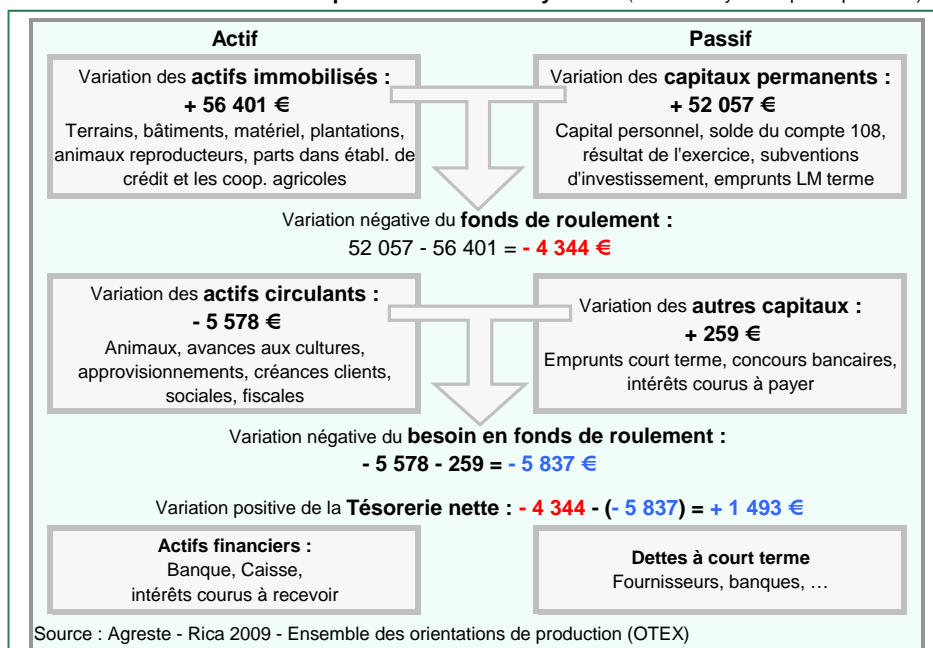 Actif
Passif
Variation des actifs immobilisés :
+ 56 401 €
Terrains, bâtiments, matériel, plantations,
animaux reproducteurs, parts dans établ. de
crédit et les coop. agricoles
Variation des capitaux permanents :
+ 52 057 €
Capital personnel, solde du compte 108,
résultat de l'exercice, subventions
d'investissement, emprunts LM terme
Variation négative du fonds de roulement :
52 057 - 56 401 = - 4 344 €
Variation des actifs circulants :
- 5 578 €
Animaux, avances aux cultures,
approvisionnements, créances clients,
sociales, fiscales
Variation des autres capitaux :
+ 259 €
Emprunts court terme, concours bancaires,
intérêts courus à payer
Variation négative du besoin en fonds de roulement :
- 5 578 - 259 = - 5 837 €
Variation positive de la Tésorerie nette : - 4 344 - (- 5 837) = + 1 493 €
Actifs financiers :
Banque, Caisse,
intérêts courus à recevoir
Dettes à court terme
Fournisseurs, banques, …
Source : Agreste - Rica 2009 - Ensemble des orientations de production (OTEX)